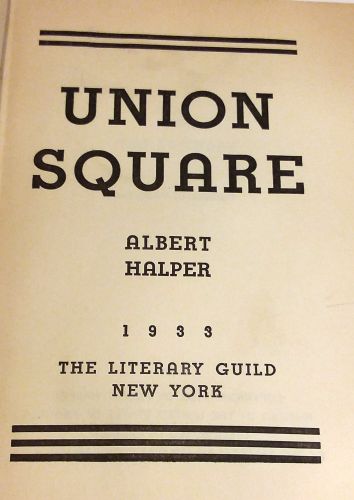 UNION
SQUARE
ALBERT
HALPER
1933
THE LITERARY GUILD
NEW YORK